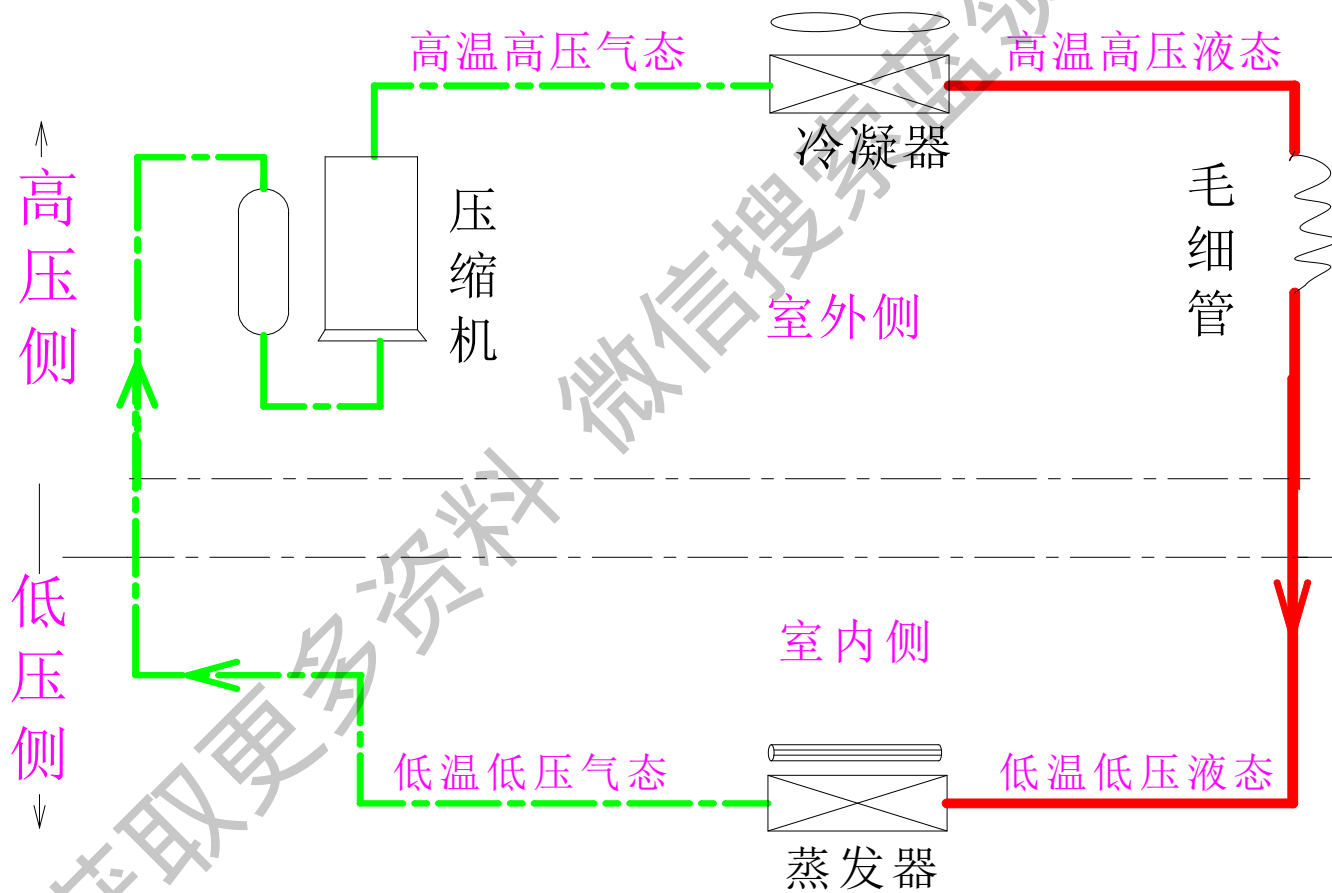 高温高压气态
高温高压液态
冷凝器
高压侧
压缩机
毛细管
室外侧
低压侧
室内侧
低温低压气态
低温低压液态
蒸发器
获取更多资料 微信搜索蓝领